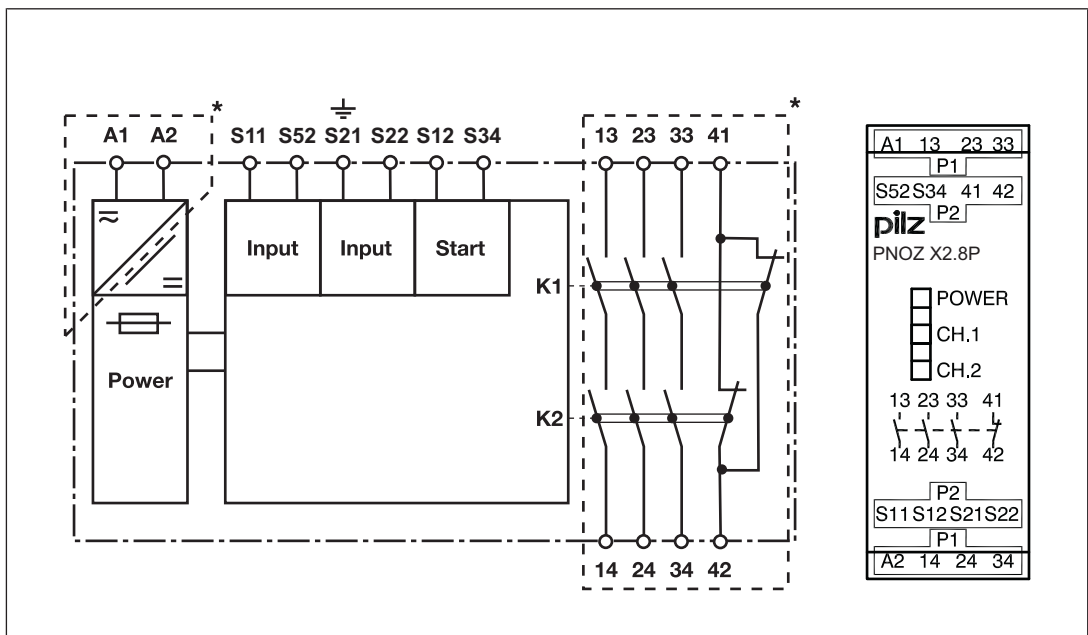 * *
A1 A2 S11 S52 S21 S22 S12 S34 13 23 33 41
Input Input Start
K1
Power
K2
14 24 34 42
A1 13 23 33
P1
S52 S34 41 42
P2
pilz
PNOZ X2.8P
POWER
CH.1
CH.2
13 23 33 41
14 24 34 42
P2
S11 S12 S21 S22
P1
A2 14 24 34